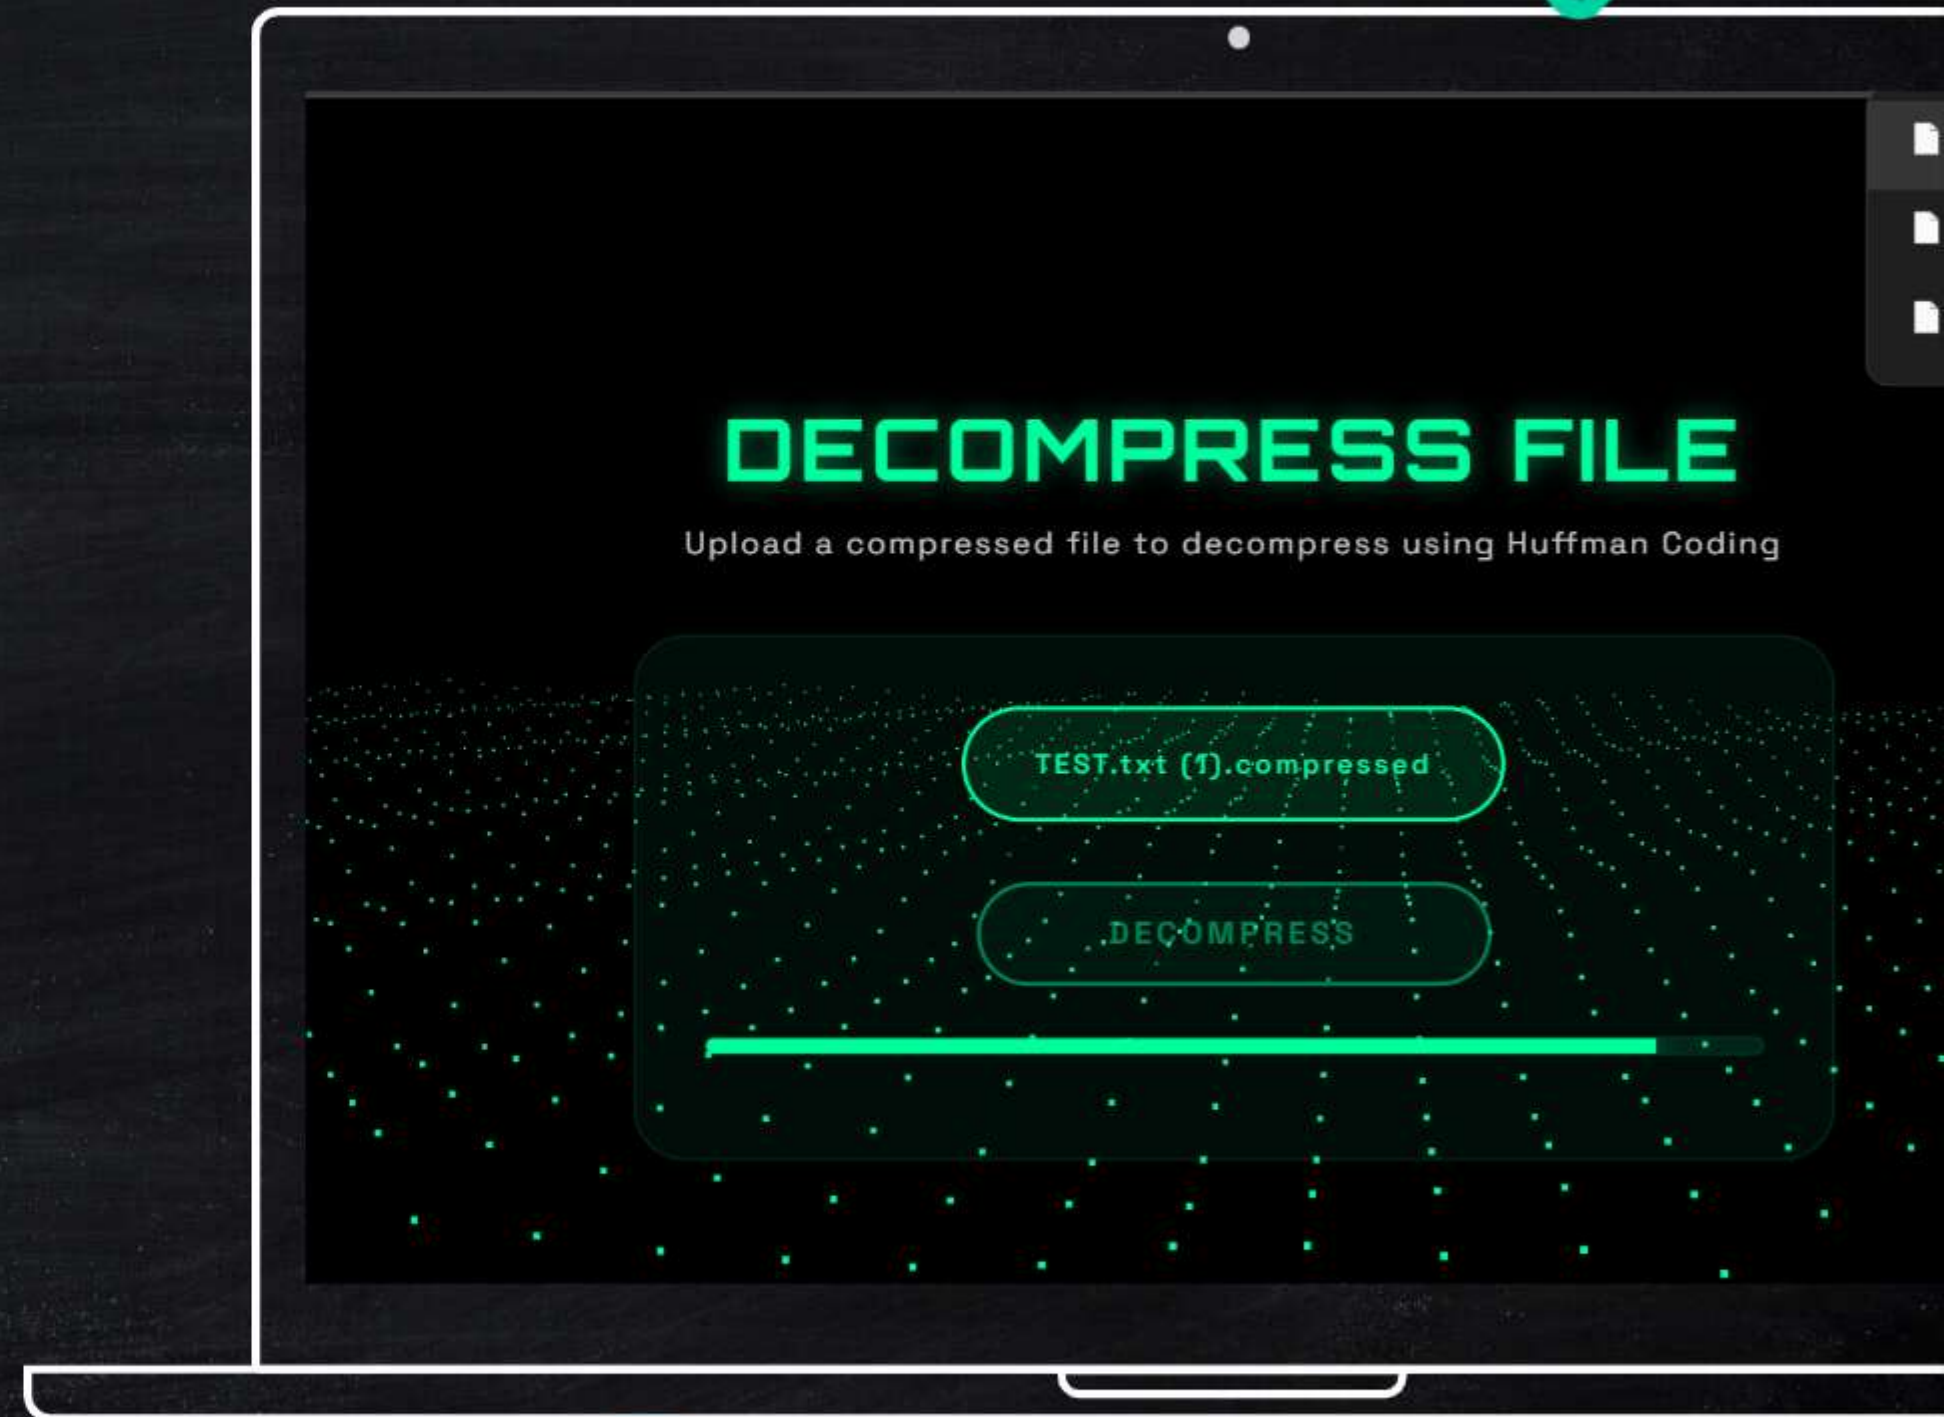 DECOMPRESS FILE
Upload a compressed file to decompress using Huffman Coding
TEST.txt (1).compressed
DECOMPRESS